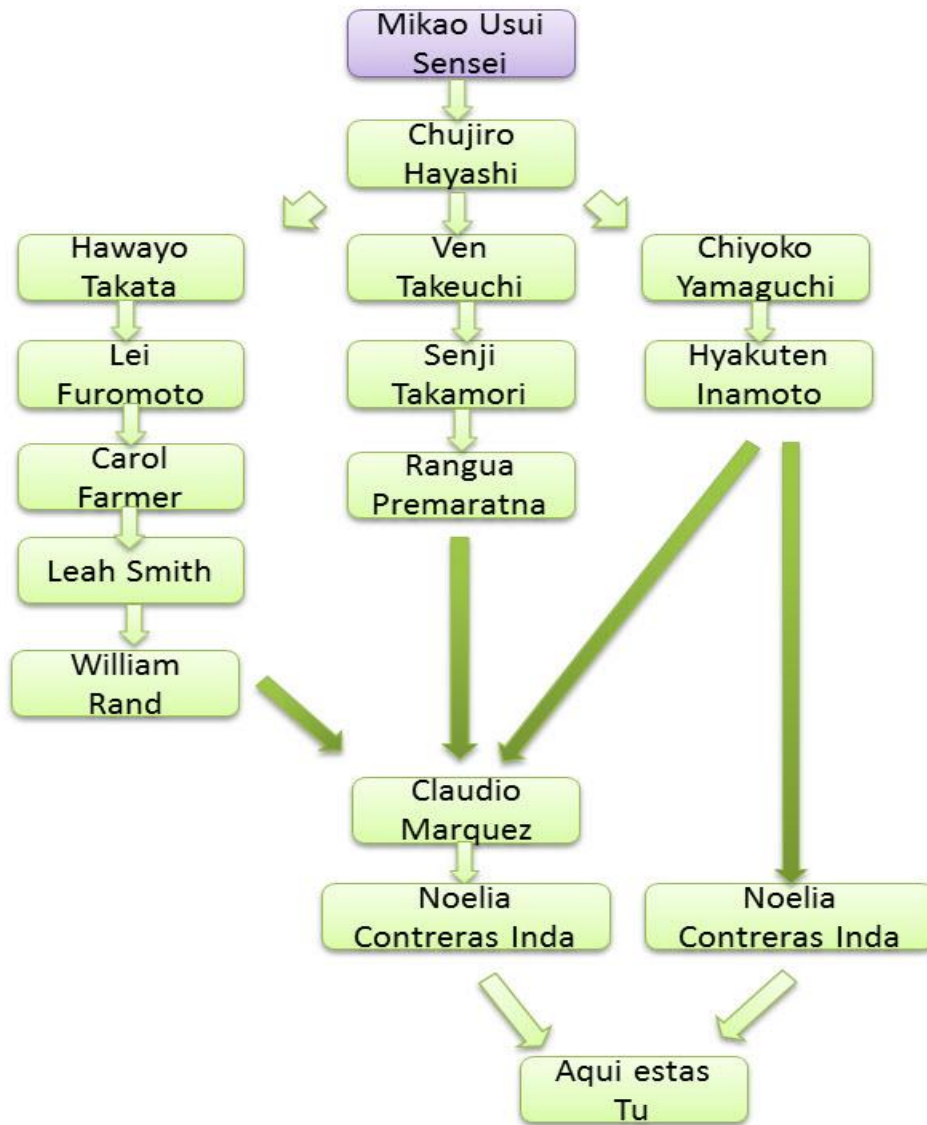 Mikao Usui
Sensei
Chujiro
Hayashi
Hawayo
Takata
Ven
Takeuchi
Chiyoko
Yamaguchi
Lei
Furomoto
Senji
Takamori
Hyakuten
Inamoto
Carol
Farmer
Rangua
Premaratna
Leah Smith
William
Rand
Claudio
Marquez
Noelia
Contreras Inda
Noelia
Contreras Inda
Aqui estas
Tu